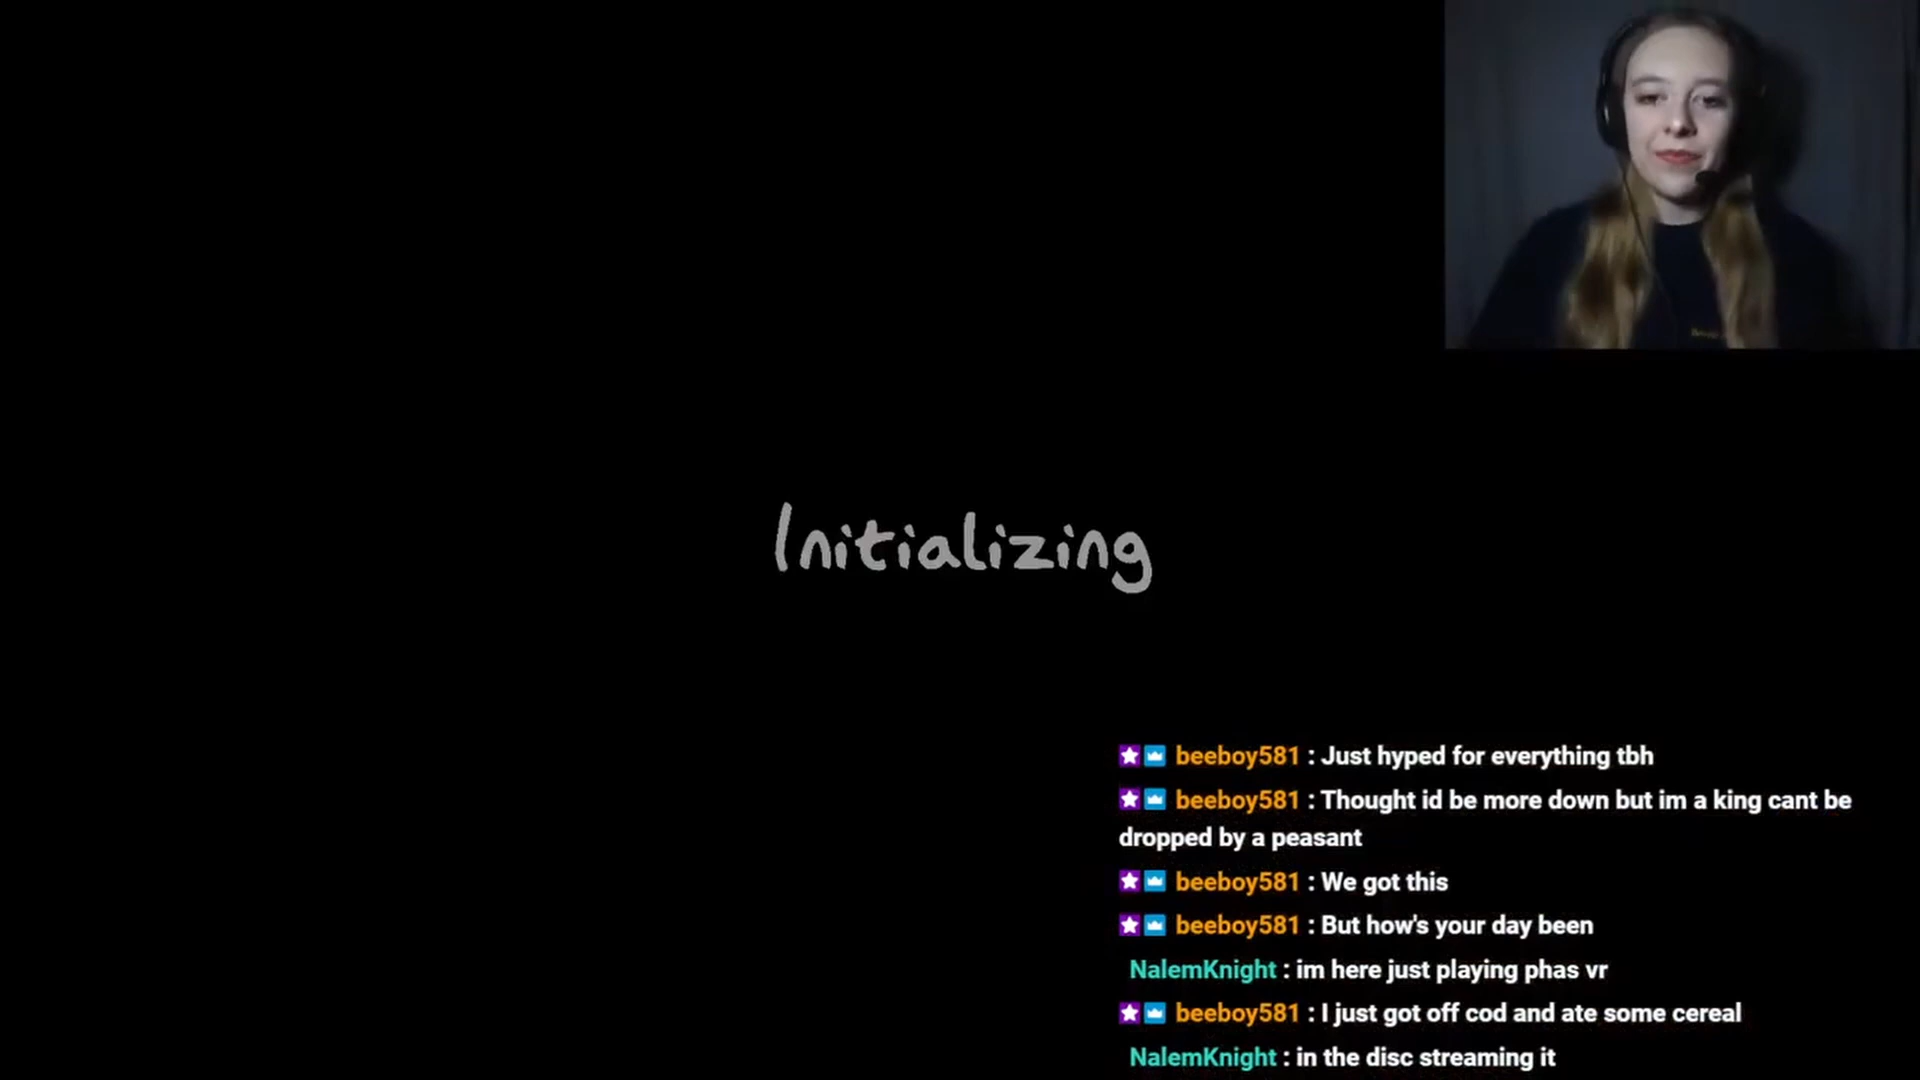 Initializing
beeboy581 : Just hyped for everything tbh
beeboy581 : Thought id be more down but im a king cant be
dropped by a peasant
beeboy581 : We got this
beeboy581 : But how's your day been
NalemKnight : im here just playing phas vr
beeboy581 : I just got off cod and ate some cereal
NalemKnight : in the disc streaming it